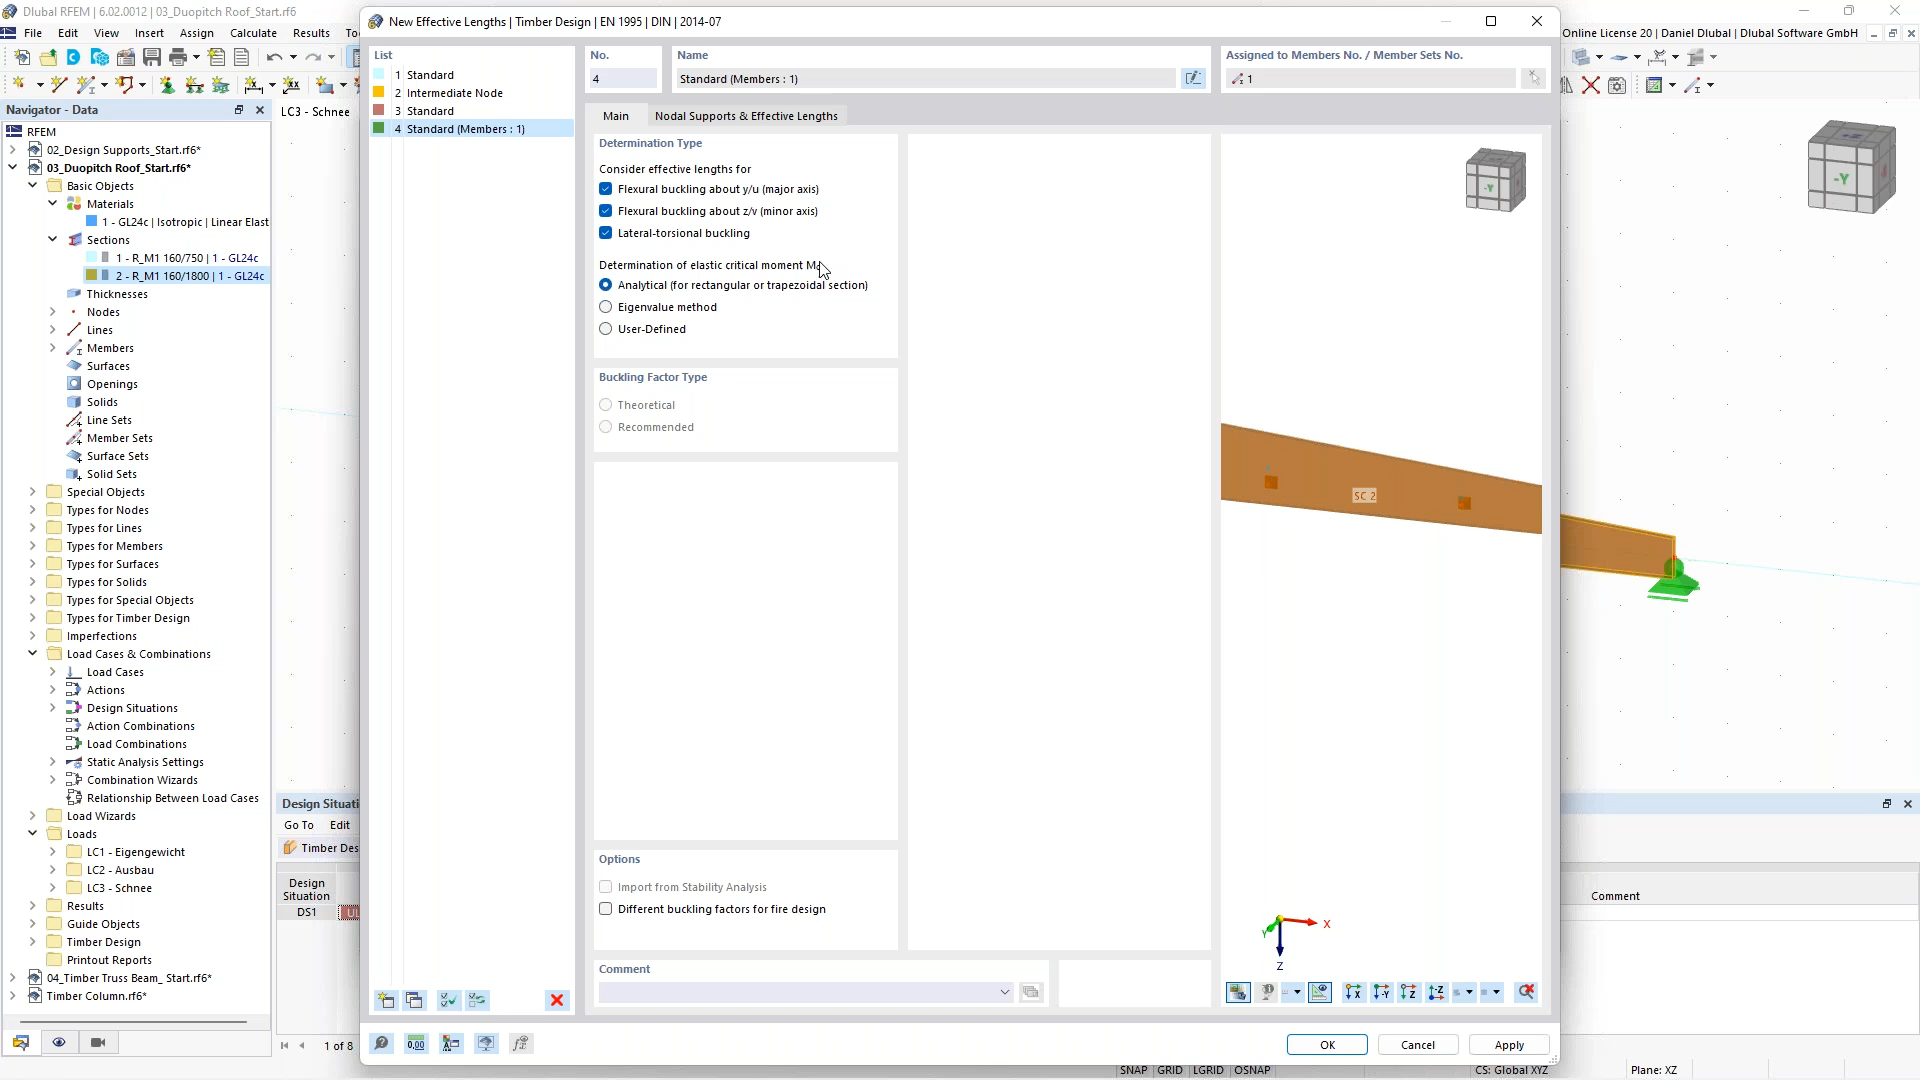 Dlubal RFEM | 6.02.0012 | 03_Duopitch Roof_Start.rf6*
File Edit View Insert Assign Calculate Results
Online License 20 | Daniel Dlubal | Dlubal Software GmbH
Navigator - Data
RFEM
02_Design Supports_Start.rf6*
03_Duopitch Roof_Start.rf6*
Basic Objects
Materials
1 - GL24c | Isotropic | Linear Elast
Sections
1 - R_M1 160/750 | 1 - GL24c
2 - R_M1 160/1800 | 1 - GL24c
Thicknesses
Nodes
Lines
Members
Surfaces
Openings
Solids
Line Sets
Member Sets
Surface Sets
Solid Sets
Special Objects
Types for Nodes
Types for Lines
Types for Members
Types for Surfaces
Types for Solids
Types for Special Objects
Types for Timber Design
Imperfections
Load Cases & Combinations
Load Cases
Actions
Design Situations
Action Combinations
Load Combinations
Static Analysis Settings
Combination Wizards
Relationship Between Load Cases
Load Wizards
Loads
LC1 - Eigengewicht
LC2 - Ausbau
LC3 - Schnee
Results
Guide Objects
Timber Design
Printout Reports
04_Timber Truss Beam_ Start.rf6*
Timber Column.rf6*
LC3 - Schnee
Design Situati
Go To Edit
Timber Des
Design
Situation
DS1
1 of 8
New Effective Lengths | Timber Design | EN 1995 | DIN | 2014-07
List
1 Standard
2 Intermediate Node
3 Standard
4 Standard (Members : 1)
No.
4
Name
Standard (Members : 1)
Assigned to Members No. / Member Sets No.
1
Main
Nodal Supports & Effective Lengths
Determination Type
Consider effective lengths for
Flexural buckling about y/u (major axis)
Flexural buckling about z/v (minor axis)
Lateral-torsional buckling
Determination of elastic critical moment
Analytical (for rectangular or trapezoidal section)
Eigenvalue method
User-Defined
Buckling Factor Type
Theoretical
Recommended
Options
Import from Stability Analysis
Different buckling factors for fire design
Comment
-Y
SC 2
X
Y
Z
OK
Cancel
Apply
-Y
Comment
SNAP GRID LGRID OSNAP
CS: Global XYZ
Plane: XZ